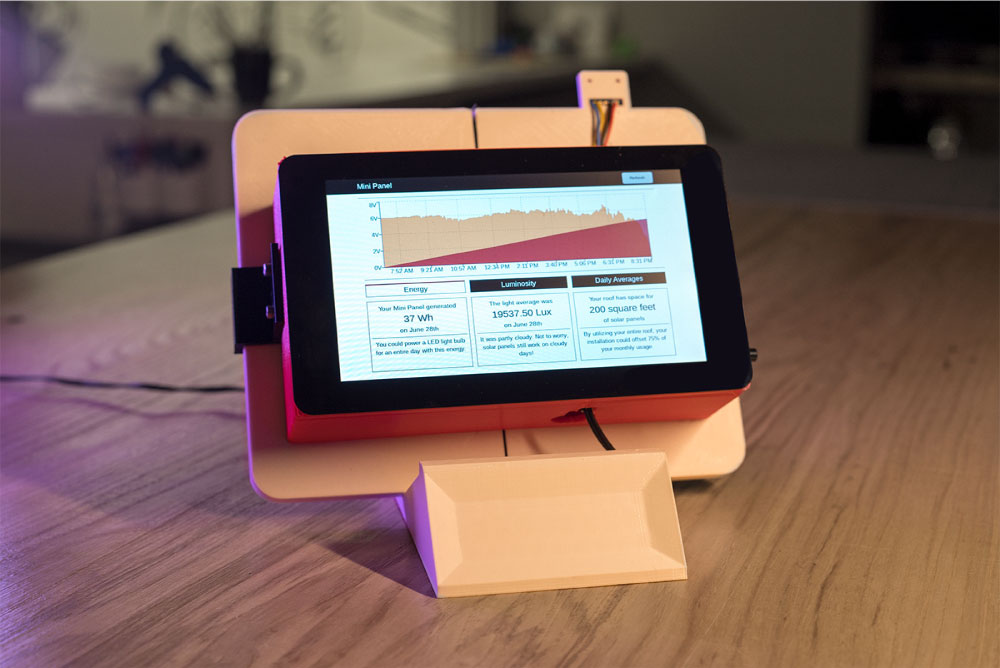 Mini Panel
Refresh
8V
6V
4V
2V
0V
7:52 AM 9:21 AM 10:52 AM 12:34 PM 2:11 PM 3:40 PM 5:06 PM 6:31 PM 8:31 PM
Energy
Your Mini Panel generated
37 Wh
on June 28th
You could power a LED light bulb
for an entire day with this energy.
Luminosity
The light average was
19537.50 Lux
on June 28th
It was partly cloudy. Not to worry,
solar panels still work on cloudy
days!
Daily Averages
Your roof has space for
200 square feet
of solar panels
By utilizing your entire roof, your
installation could offset 75% of
your monthly usage.